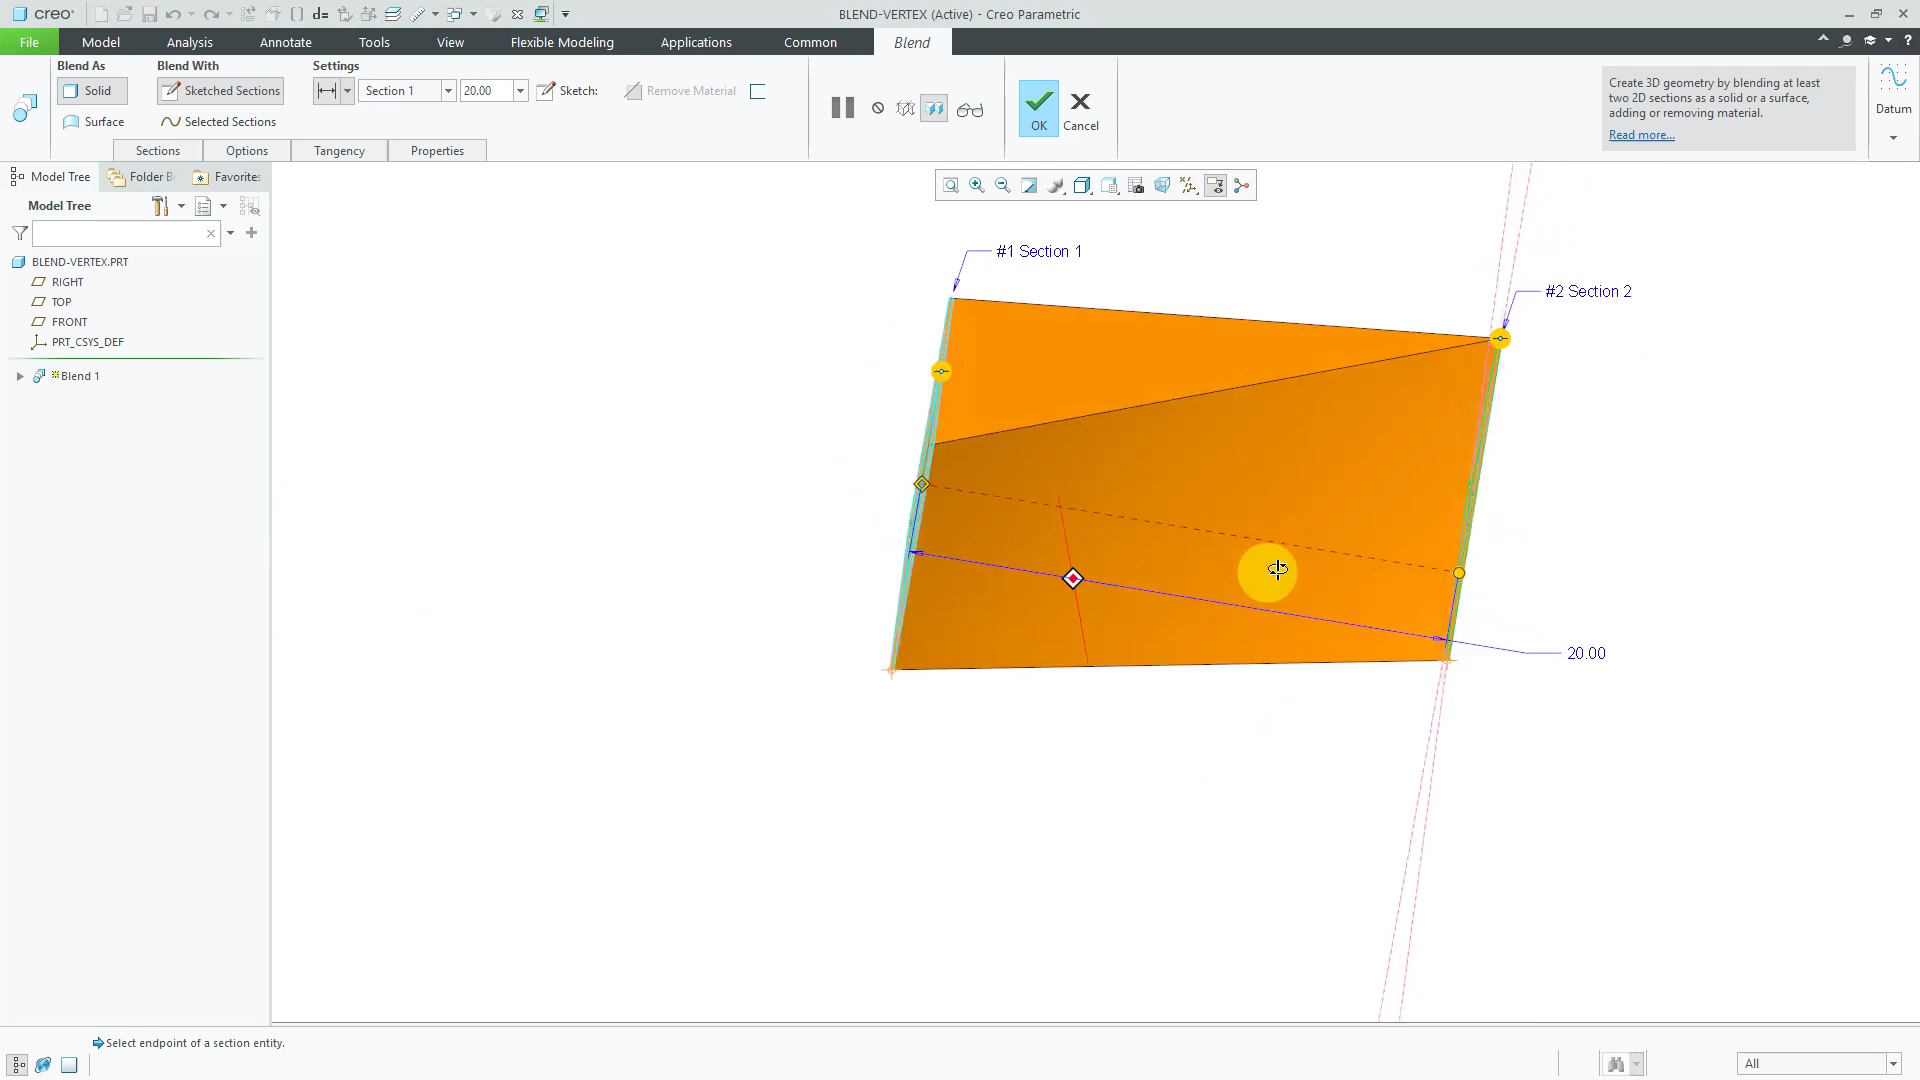 creo
BLEND-VERTEX (Active) - Creo Parametric
File
Model
Analysis
Annotate
Tools
View
Flexible Modeling
Applications
Common
Blend
Blend As
Blend With
Settings
Solid
Sketched Sections
Section 1
20.00
Sketch:
Remove Material
Surface
Selected Sections
OK
Cancel
Create 3D geometry by blending at least
two 2D sections as a solid or a surface,
adding or removing material.
Read more...
Datum
Sections
Options
Tangency
Properties
Model Tree
Folder B
Favorites
Model Tree
BLEND-VERTEX.PRT
RIGHT
TOP
FRONT
PRT_CSYS_DEF
Blend 1
#1 Section 1
#2 Section 2
20.00
Select endpoint of a section entity.
All